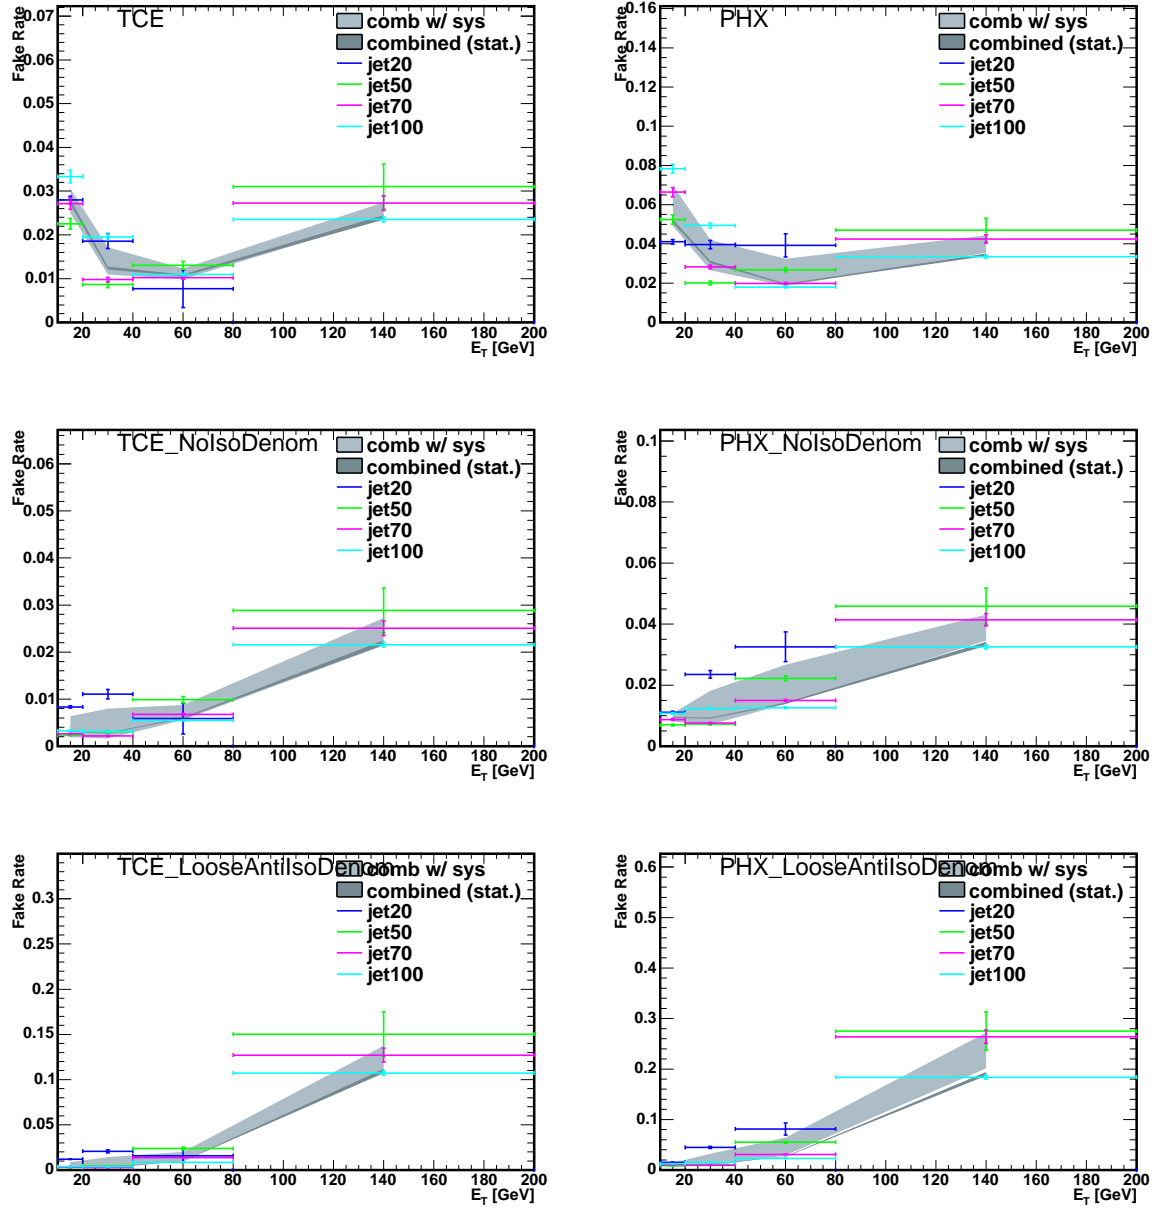 TCE
comb w/ sys
combined (stat.)
jet20
jet50
jet70
jet100
Fake Rate
0.07
0.06
0.05
0.04
0.03
0.02
0.01
0
20 40 60 80 100 120 140 160 180 200
E_T [GeV]
PHX
comb w/ sys
combined (stat.)
jet20
jet50
jet70
jet100
Fake Rate
0.16
0.14
0.12
0.1
0.08
0.06
0.04
0.02
0
20 40 60 80 100 120 140 160 180 200
E_T [GeV]
TCE_NoIsoDenom
comb w/ sys
combined (stat.)
jet20
jet50
jet70
jet100
Fake Rate
0.06
0.05
0.04
0.03
0.02
0.01
0
20 40 60 80 100 120 140 160 180 200
E_T [GeV]
PHX_NoIsoDenom
comb w/ sys
combined (stat.)
jet20
jet50
jet70
jet100
Fake Rate
0.1
0.08
0.06
0.04
0.02
0
20 40 60 80 100 120 140 160 180 200
E_T [GeV]
TCE_LooseAntiIsoDenom
comb w/ sys
combined (stat.)
jet20
jet50
jet70
jet100
Fake Rate
0.3
0.25
0.2
0.15
0.1
0.05
0
20 40 60 80 100 120 140 160 180 200
E_T [GeV]
PHX_LooseAntiIsoDenom
comb w/ sys
combined (stat.)
jet20
jet50
jet70
jet100
Fake Rate
0.6
0.5
0.4
0.3
0.2
0.1
0
20 40 60 80 100 120 140 160 180 200
E_T [GeV]